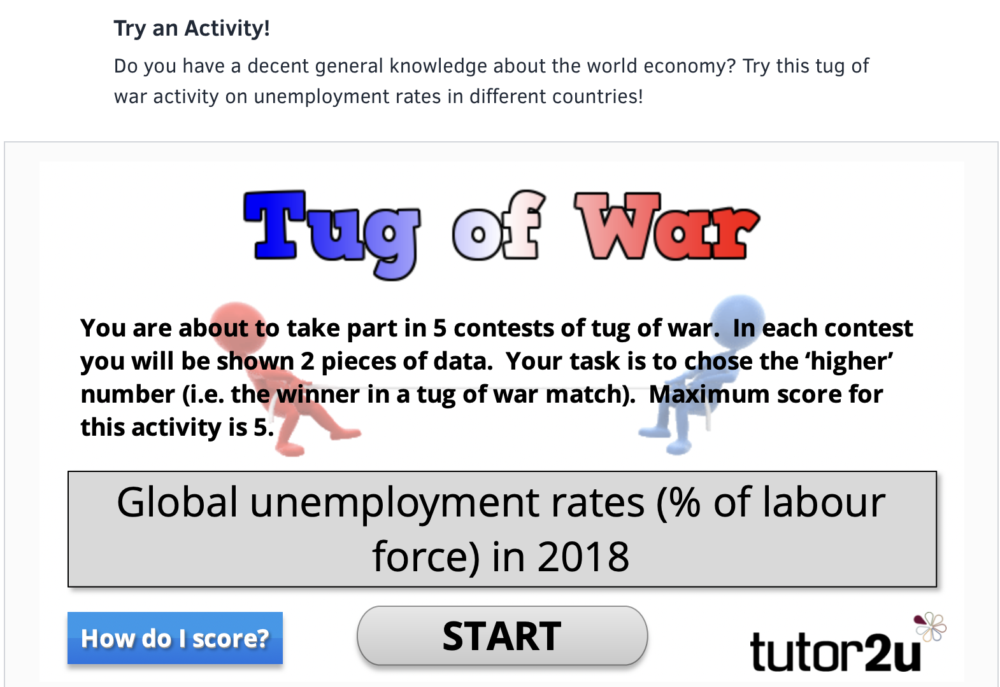 Try an Activity!
Do you have a decent general knowledge about the world economy? Try this tug of
war activity on unemployment rates in different countries!
Tug of War
You are about to take part in 5 contests of tug of war.  In each contest
you will be shown 2 pieces of data.  Your task is to chose the ‘higher’
number (i.e. the winner in a tug of war match).  Maximum score for
this activity is 5.
Global unemployment rates (% of labour
force) in 2018
How do I score?
START
tutor2u